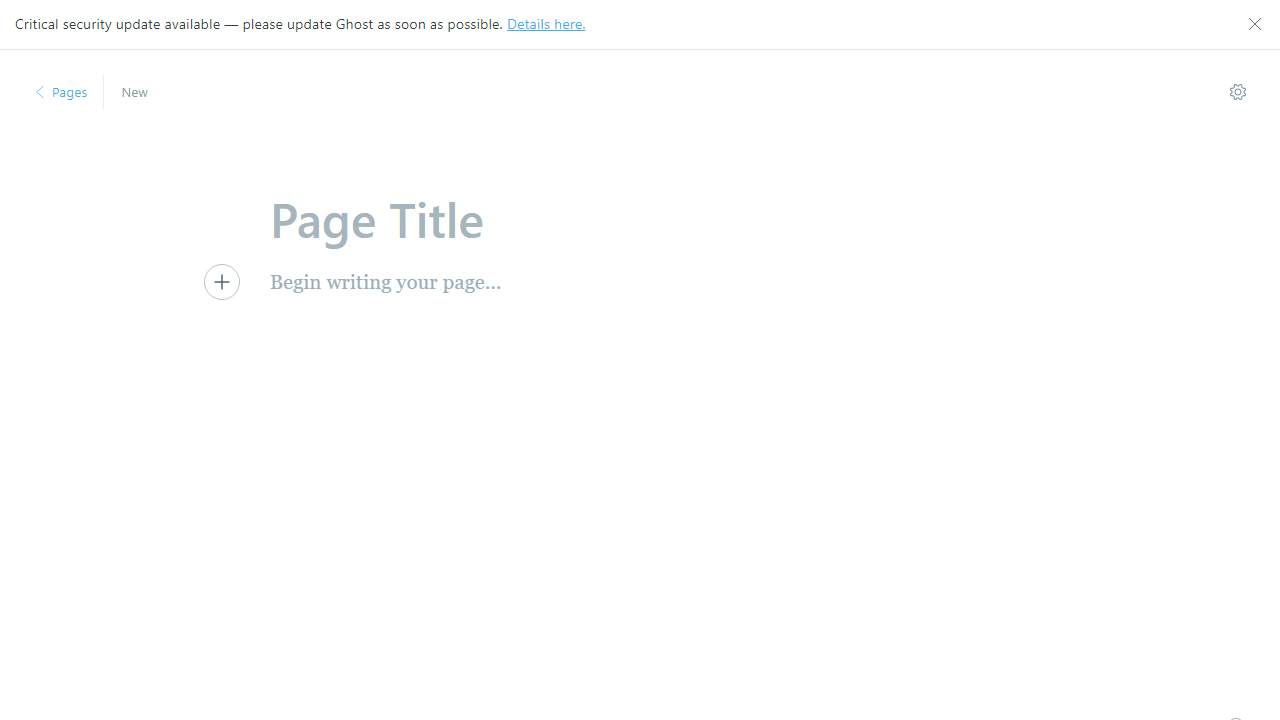 Critical security update available — please update Ghost as soon as possible. Details here.
Pages
New
Page Title
Begin writing your page...